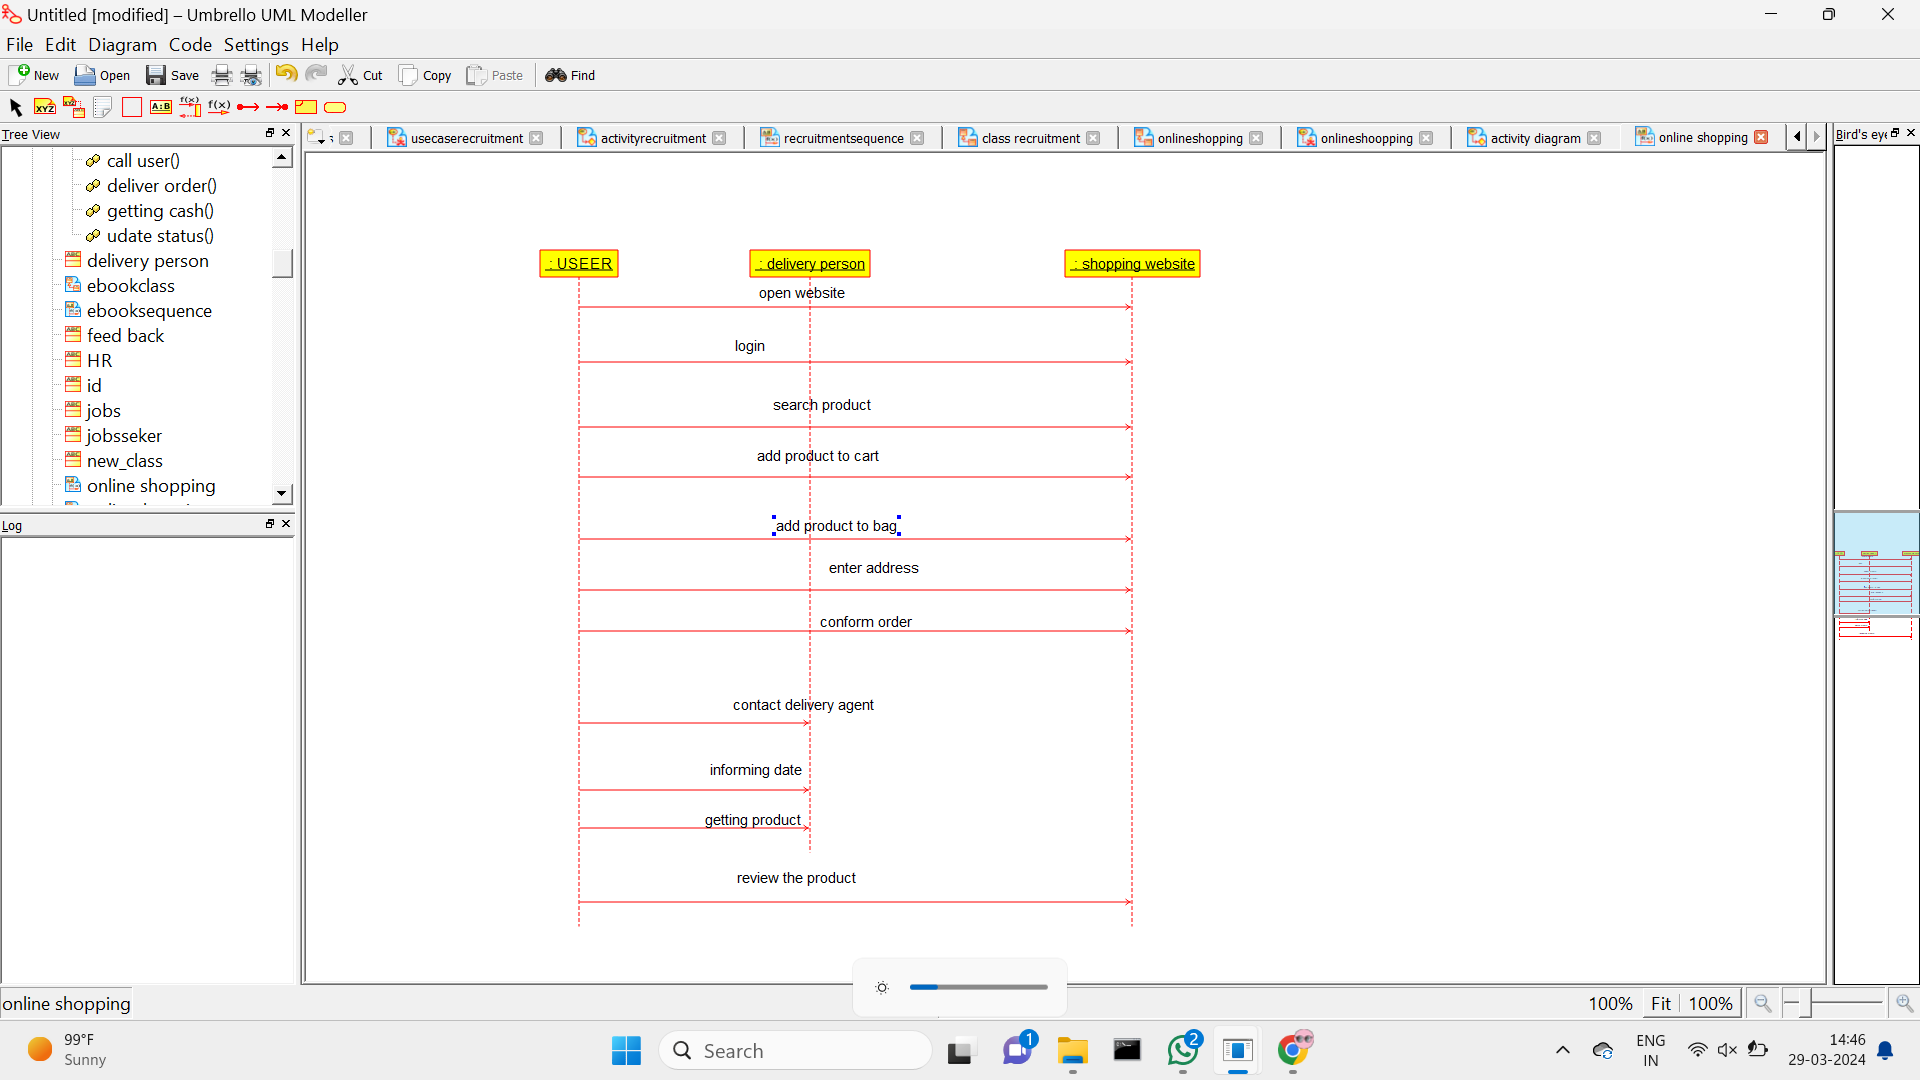 Untitled [modified] – Umbrello UML Modeller
File Edit Diagram Code Settings Help
New Open Save Cut Copy Paste Find
XYZ XYZ A:B f(x) f(x)
Tree View
usecaserecruitment activityrecruitment recruitmentsequence class recruitment onlineshopping onlineshoopping activity diagram online shopping
Bird's eye
call user()
deliver order()
getting cash()
udate status()
delivery person
ebookclass
ebooksequence
feed back
HR
id
jobs
jobsseker
new_class
online shopping
Log
: USEER : delivery person : shopping website
open website
login
search product
add product to cart
add product to bag
enter address
conform order
contact delivery agent
informing date
getting product
review the product
online shopping
100% Fit 100%
99°F
Sunny
Search
1
2
ENG
IN
14:46
29-03-2024